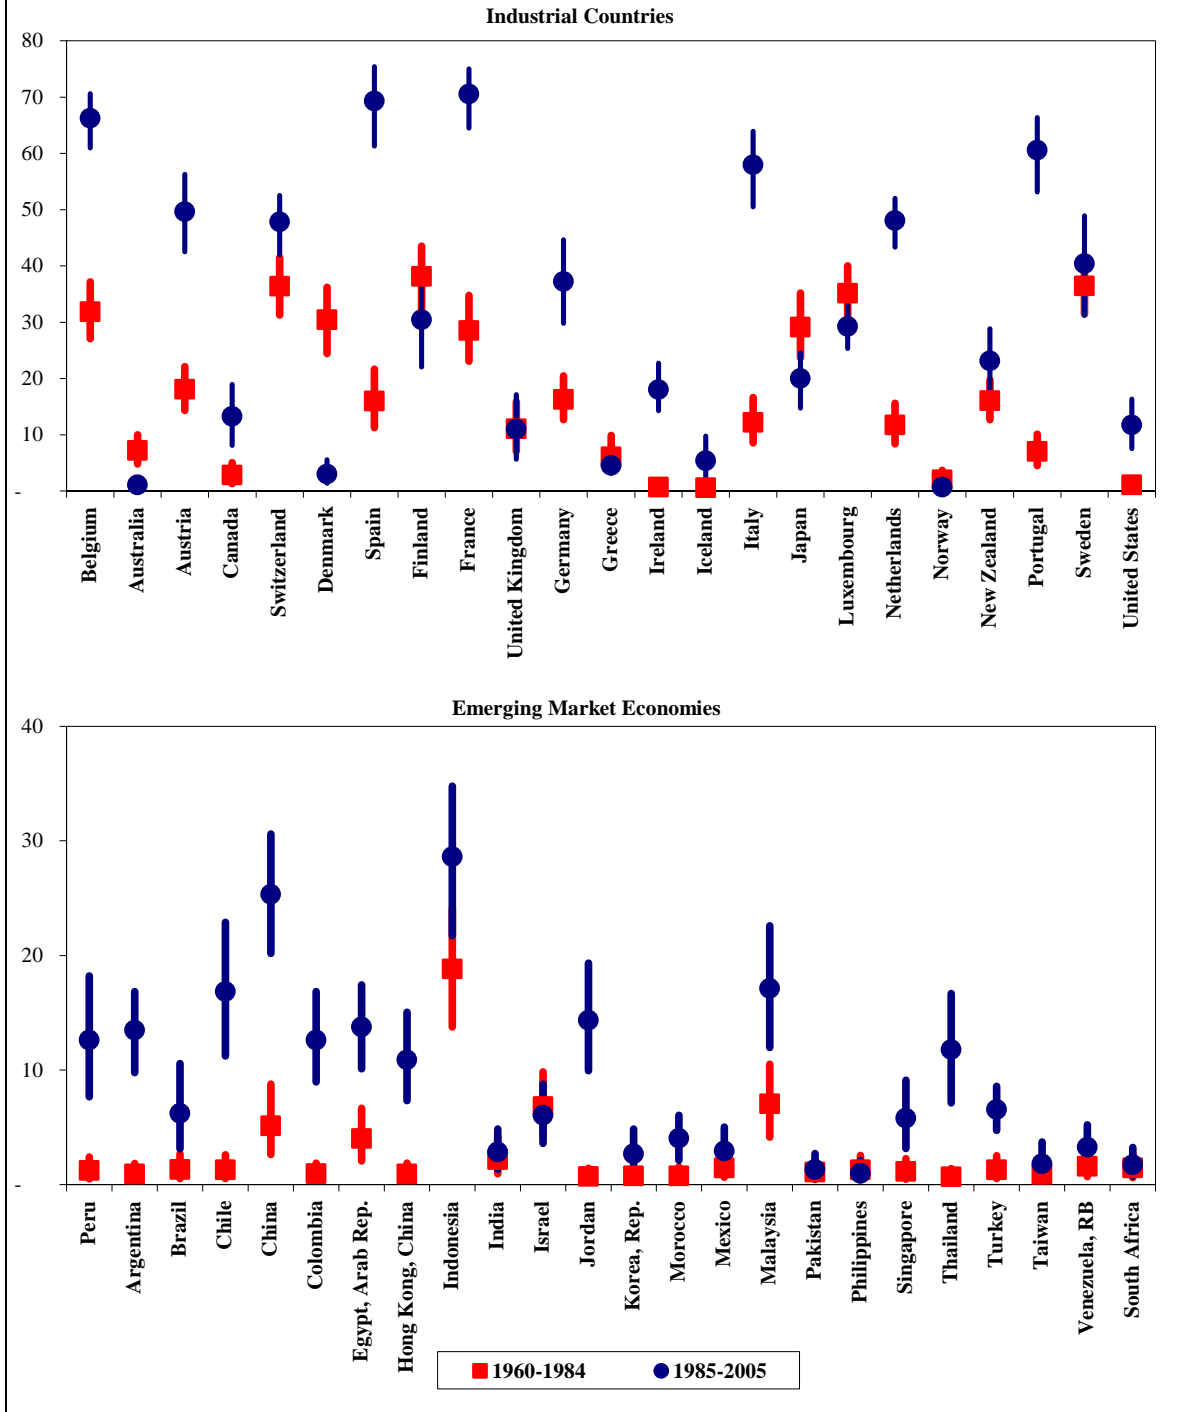 Industrial Countries
80
70
60
50
40
30
20
10
-
Belgium
Australia
Austria
Canada
Switzerland
Denmark
Spain
Finland
France
United Kingdom
Germany
Greece
Ireland
Iceland
Italy
Japan
Luxembourg
Netherlands
Norway
New Zealand
Portugal
Sweden
United States
Emerging Market Economies
40
30
20
10
-
Peru
Argentina
Brazil
Chile
China
Colombia
Egypt, Arab Rep.
Hong Kong, China
Indonesia
India
Israel
Jordan
Korea, Rep.
Morocco
Mexico
Malaysia
Pakistan
Philippines
Singapore
Thailand
Turkey
Taiwan
Venezuela, RB
South Africa
1960-1984 1985-2005